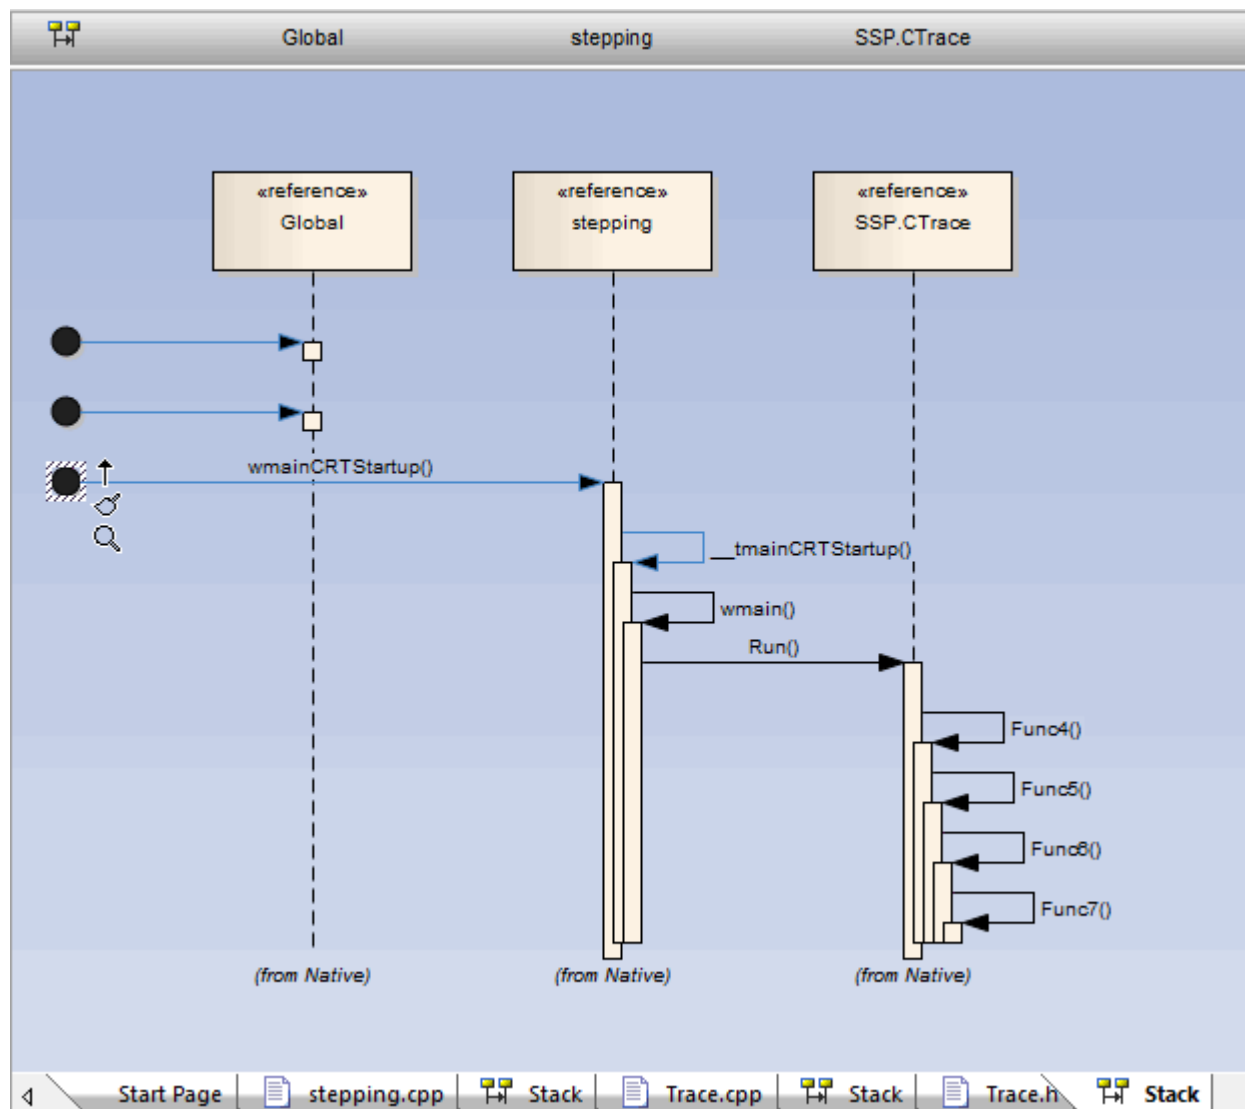 Global stepping SSP.CTrace
«reference» «reference» «reference»
Global stepping SSP.CTrace
wmainCRTStartup()
__tmainCRTStartup()
wmain()
Run()
Func4()
Func5()
Func6()
Func7()
(from Native) (from Native) (from Native)
Start Page stepping.cpp Stack Trace.cpp Stack Trace.h Stack